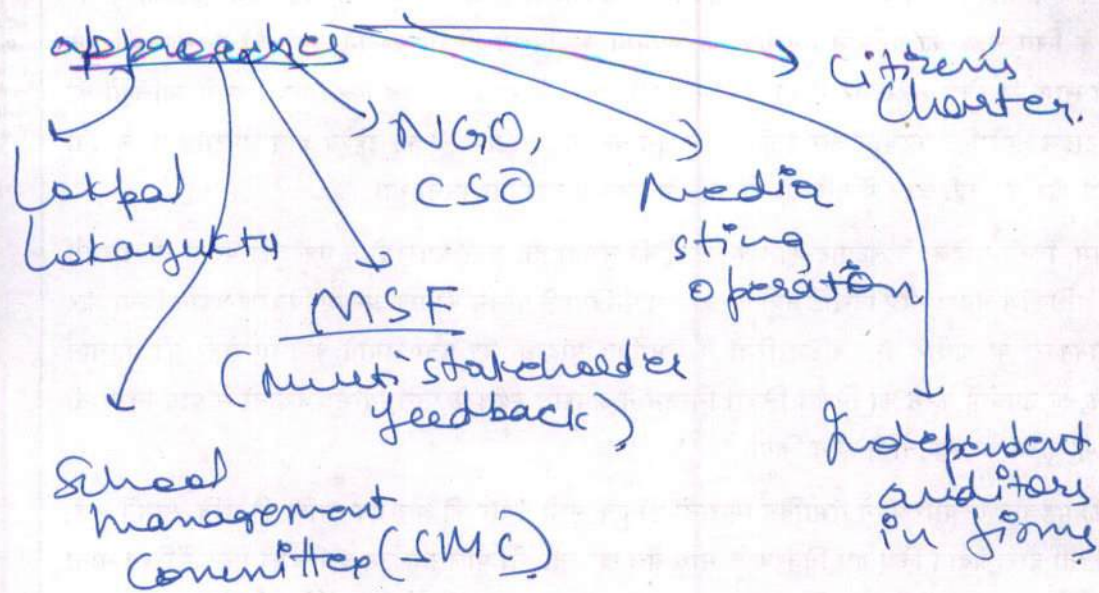 approaches
Lokpal
Lokayukta
NGO,
CSO
Media
sting
operation
Citizen's
Charter.
MSF
(Multi stakeholder
feedback)
School
management
committee (SMC)
Independent
auditors
in firms